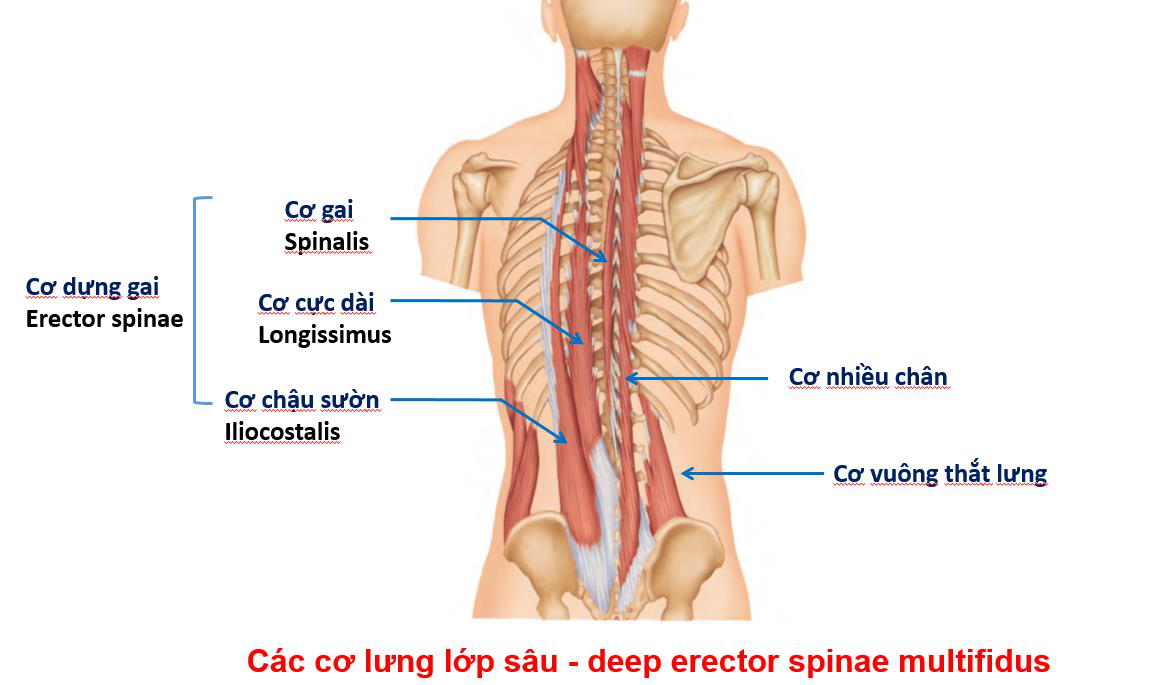 Cơ gai
Spinalis
Cơ dựng gai
Erector spinae
Cơ cực dài
Longissimus
Cơ chậu sườn
Iliocostalis
Cơ nhiều chân
Cơ vuông thắt lưng
Các cơ lưng lớp sâu - deep erector spinae multifidus